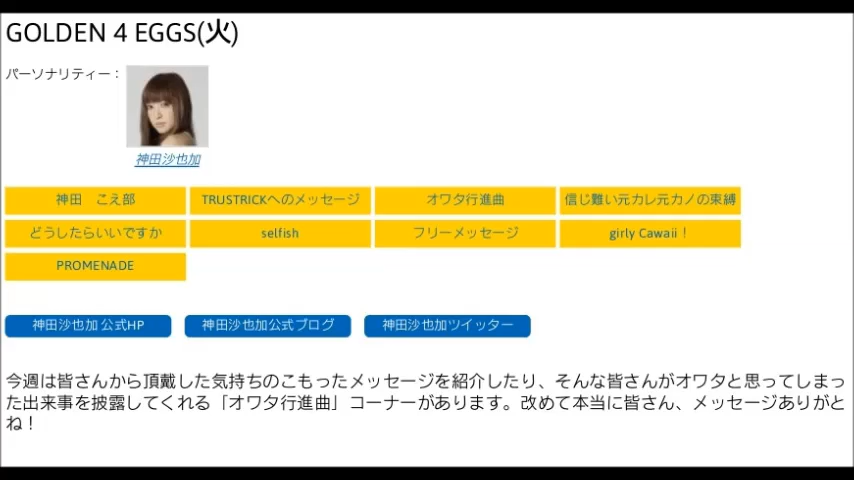 GOLDEN 4 EGGS(火)
パーソナリティー：
神田沙也加
神田　こえ部
TRUSTRICKへのメッセージ
オワタ行進曲
信じ難い元カレ元カノの束縛
どうしたらいいですか
selfish
フリーメッセージ
girly Cawaii！
PROMENADE
神田沙也加 公式HP
神田沙也加公式ブログ
神田沙也加ツイッター
今週は皆さんから頂戴した気持ちのこもったメッセージを紹介したり、そんな皆さんがオワタと思ってしまっ
た出来事を披露してくれる「オワタ行進曲」コーナーがあります。改めて本当に皆さん、メッセージありがと
ね！